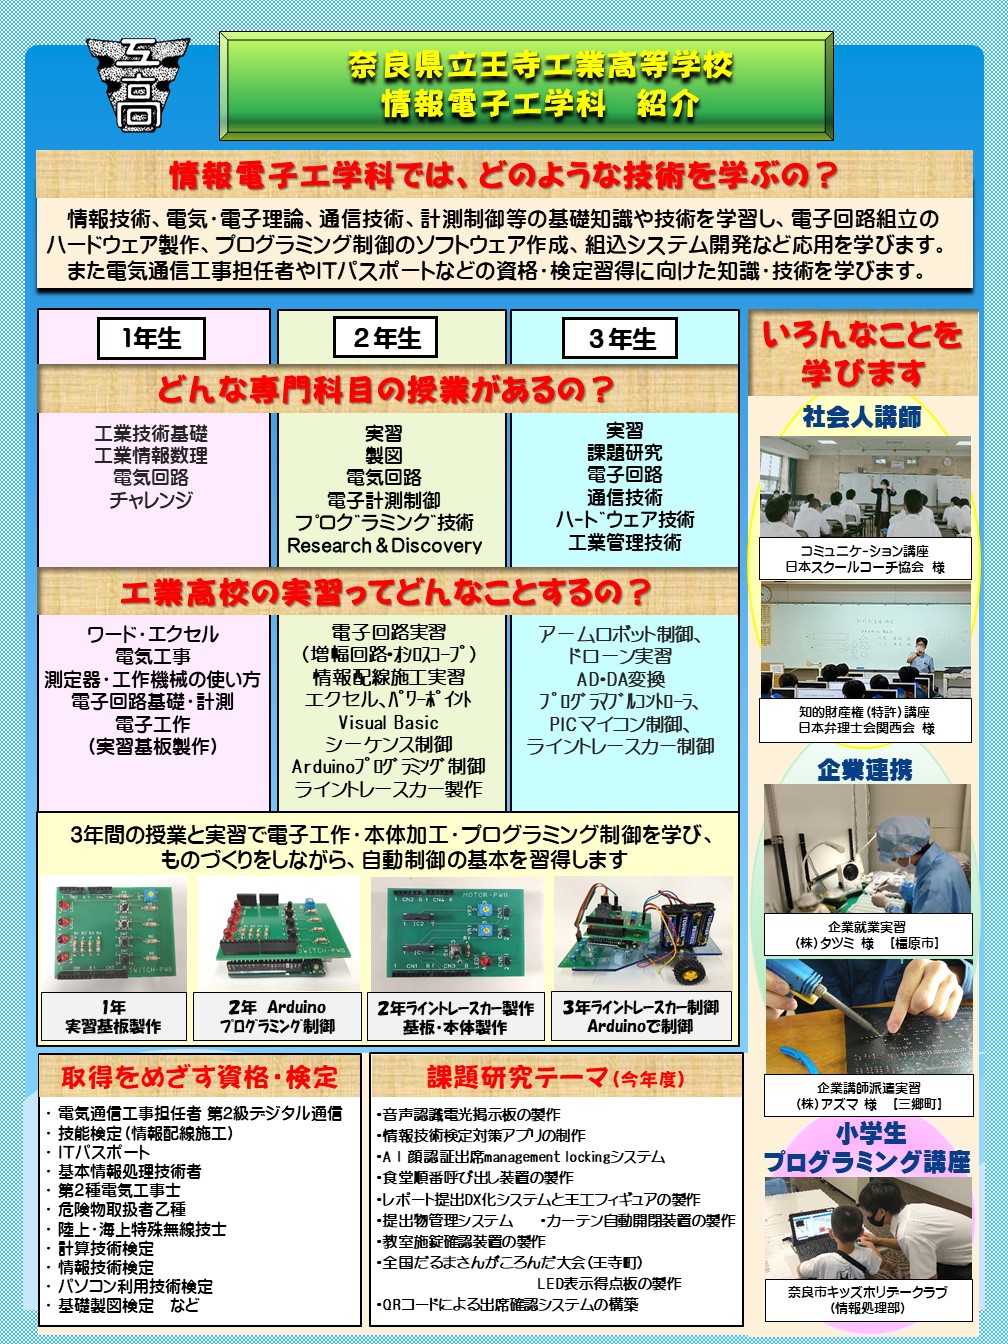 王高
奈良県立王寺工業高等学校
情報電子工学科　紹介
情報電子工学科では、どのような技術を学ぶの？
情報技術、電気・電子理論、通信技術、計測制御等の基礎知識や技術を学習し、電子回路組立の
ハードウェア製作、プログラミング制御のソフトウェア作成、組込システム開発など応用を学びます。
また電気通信工事担任者やITパスポートなどの資格・検定習得に向けた知識・技術を学びます。
1年生
２年生
３年生
どんな専門科目の授業があるの？
工業技術基礎
工業情報数理
電気回路
チャレンジ
実習
製図
電気回路
電子計測制御
プログラミング技術
Research＆Discovery
実習
課題研究
電子回路
通信技術
ハードウェア技術
工業管理技術
工業高校の実習ってどんなことするの？
ワード・エクセル
電気工事
測定器・工作機械の使い方
電子回路基礎・計測
電子工作
（実習基板製作）
電子回路実習
（増幅回路・ｵｼﾛｽｺｰﾌﾟ）
情報配線施工実習
エクセル、ﾊﾟﾜｰﾎﾟｲﾝﾄ
Visual Basic
シーケンス制御
Arduinoﾌﾟﾛｸﾞﾗﾐﾝｸﾞ制御
ライントレースカー製作
アームロボット制御、
ドローン実習
AD・DA変換
ﾌﾟﾛｸﾞﾗﾏﾌﾞﾙｺﾝﾄﾛｰﾗ、
PICマイコン制御、
ライントレースカー制御
3年間の授業と実習で電子工作・本体加工・プログラミング制御を学び、
ものづくりをしながら、自動制御の基本を習得します
SWITCH-PWB
SWITCH-PWB
MOTOR-PWB
1年
実習基板製作
2年 Arduino
ﾌﾟﾛｸﾞﾗﾐﾝｸﾞ制御
2年ライントレースカー製作
基板・本体製作
3年ライントレースカー制御
Arduinoで制御
取得をめざす資格・検定
・ 電気通信工事担任者 第2級デジタル通信
・ 技能検定（情報配線施工）
・ ITパスポート
・ 基本情報処理技術者
・ 第2種電気工事士
・ 危険物取扱者乙種
・ 陸上・海上特殊無線技士
・ 計算技術検定
・ 情報技術検定
・ パソコン利用技術検定
・ 基礎製図検定　など
課題研究テーマ（今年度）
・音声認識電光掲示板の製作
・情報技術検定対策アプリの制作
・AＩ顔認証出席management lockingシステム
・食堂順番呼び出し装置の製作
・レポート提出DX化システムと王工フィギュアの製作
・提出物管理システム　・カーテン自動開閉装置の製作
・教室施錠確認装置の製作
・全国だるまさんがころんだ大会（王寺町）
LED表示得点板の製作
・QRコードによる出席確認システムの構築
いろんなことを
学びます
社会人講師
コミュニケーション講座
日本スクールコーチ協会 様
知的財産権（特許）講座
日本弁理士会関西会 様
企業連携
企業就業実習
（株）タツミ 様 ［橿原市］
企業講師派遣実習
（株）アズマ 様 ［三郷町］
小学生
プログラミング講座
奈良市キッズホリデークラブ
（情報処理部）